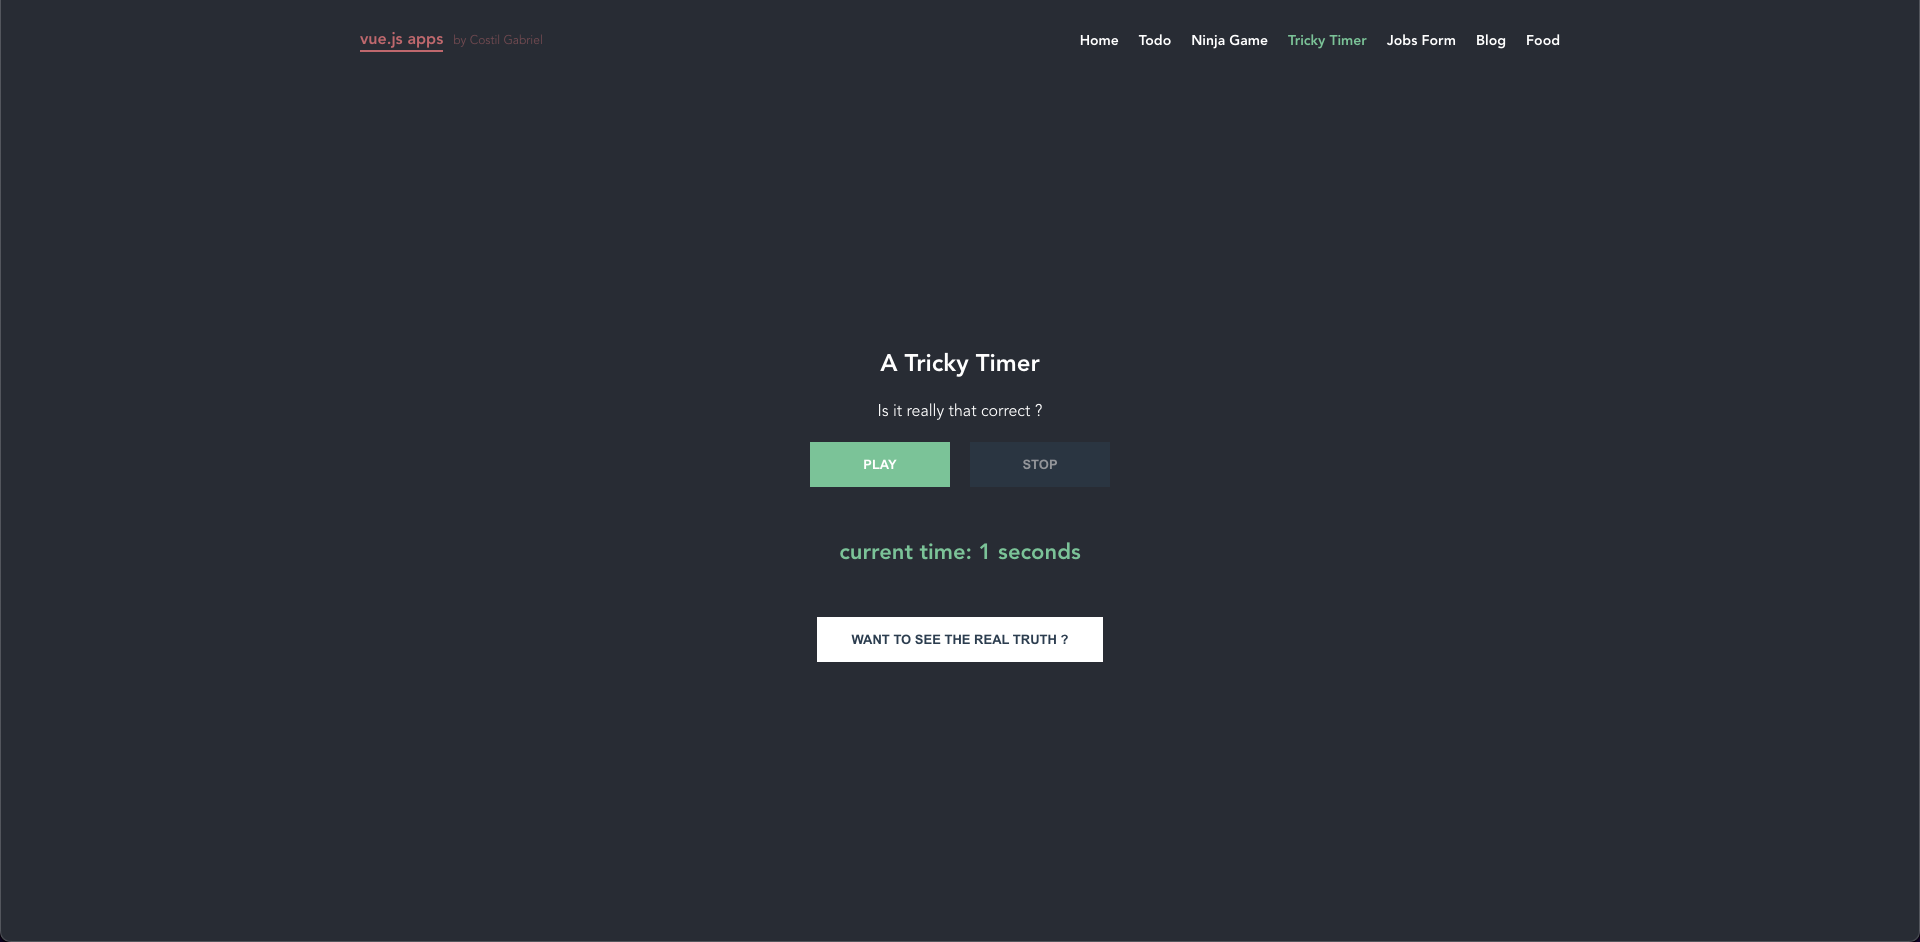 vue.js apps by Costil Gabriel
Home Todo Ninja Game Tricky Timer Jobs Form Blog Food
A Tricky Timer
Is it really that correct ?
PLAY STOP
current time: 1 seconds
WANT TO SEE THE REAL TRUTH ?